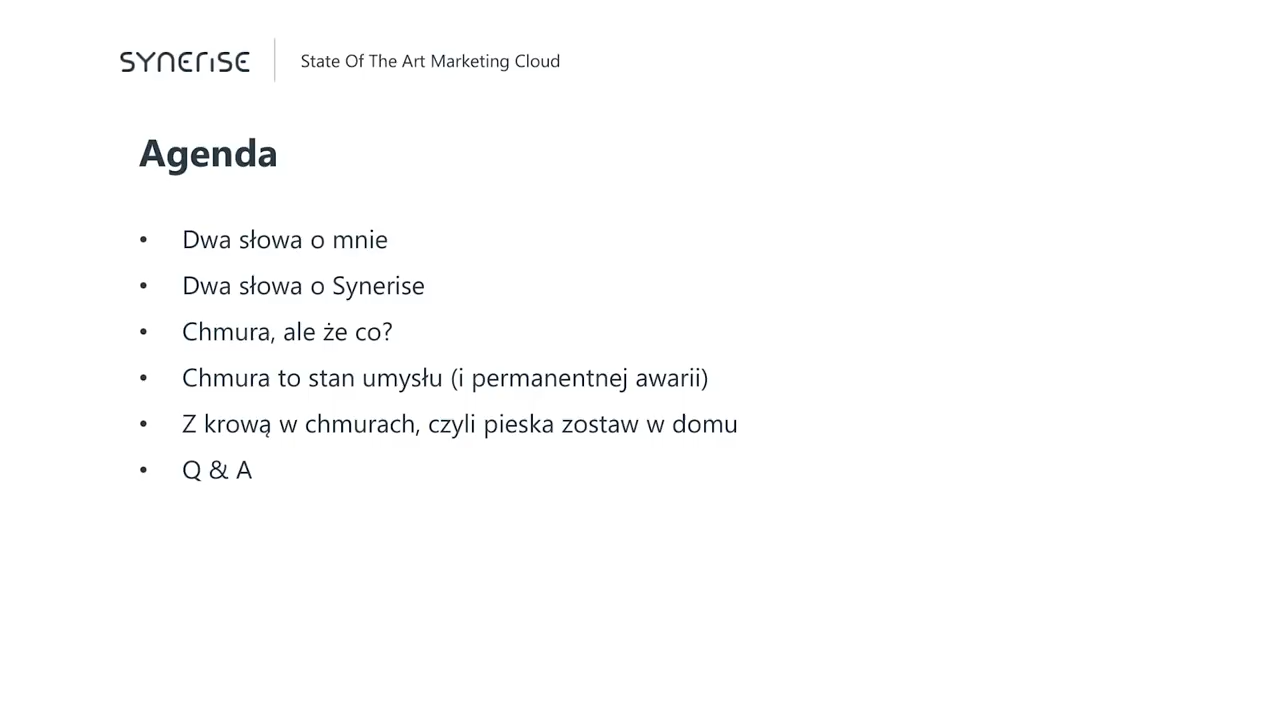 SYNERISE
State Of The Art Marketing Cloud
Agenda
• Dwa słowa o mnie
• Dwa słowa o Synerise
• Chmura, ale że co?
• Chmura to stan umysłu (i permanentnej awarii)
• Z krową w chmurach, czyli pieska zostaw w domu
• Q & A